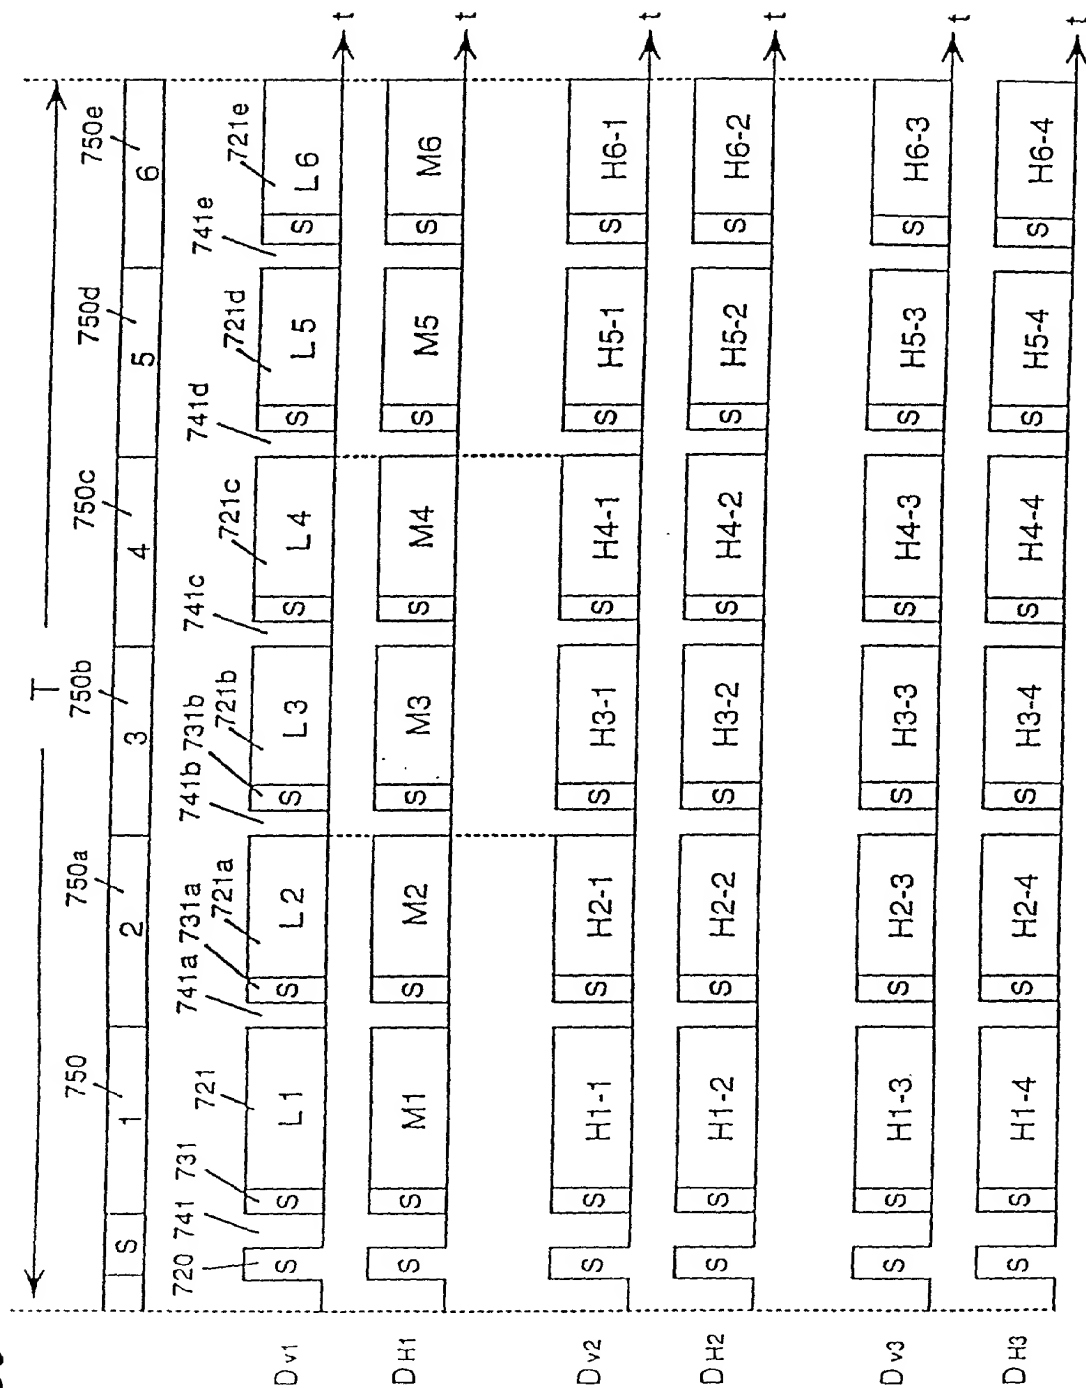 T
750 750a 750b 750c 750d 750e
S 1 2 3 4 5 6
720 741 731 721 741a 731a 721a 741b 731b 721b 741c 721c 741d 721d 741e 721e
Dv1 S S L1 S L2 S L3 S L4 S L5 S L6 t
DH1 S S M1 S M2 S M3 S M4 S M5 S M6 t
Dv2 S S H1-1 S H2-1 S H3-1 S H4-1 S H5-1 S H6-1 t
DH2 S S H1-2 S H2-2 S H3-2 S H4-2 S H5-2 S H6-2 t
Dv3 S S H1-3 S H2-3 S H3-3 S H4-3 S H5-3 S H6-3 t
DH3 S S H1-4 S H2-4 S H3-4 S H4-4 S H5-4 S H6-4 t